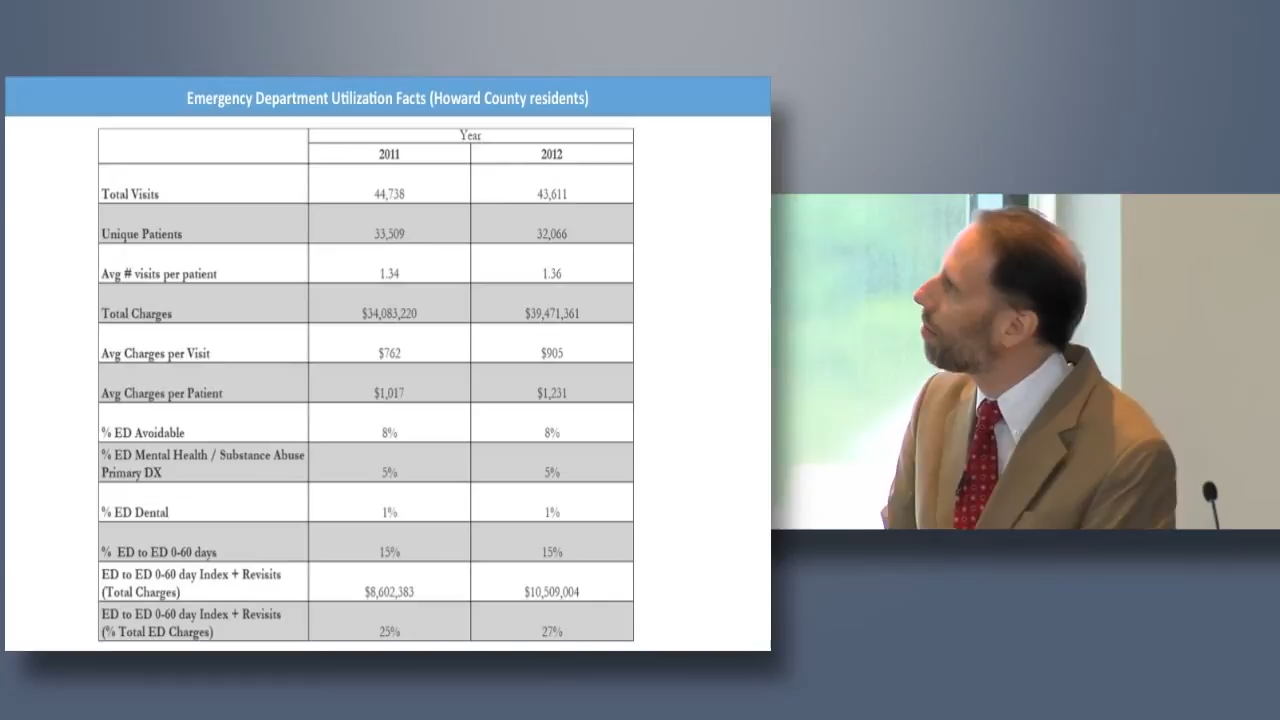 Emergency Department Utilization Facts (Howard County residents)
Year
2011 2012
Total Visits 44,738 43,611
Unique Patients 33,509 32,066
Avg # visits per patient 1.34 1.36
Total Charges $34,083,220 $39,471,361
Avg Charges per Visit $762 $905
Avg Charges per Patient $1,017 $1,231
% ED Avoidable 8% 8%
% ED Mental Health / Substance Abuse
Primary DX 5% 5%
% ED Dental 1% 1%
% ED to ED 0-60 days 15% 15%
ED to ED 0-60 day Index + Revisits
(Total Charges) $8,602,383 $10,509,004
ED to ED 0-60 day Index + Revisits
(% Total ED Charges) 25% 27%